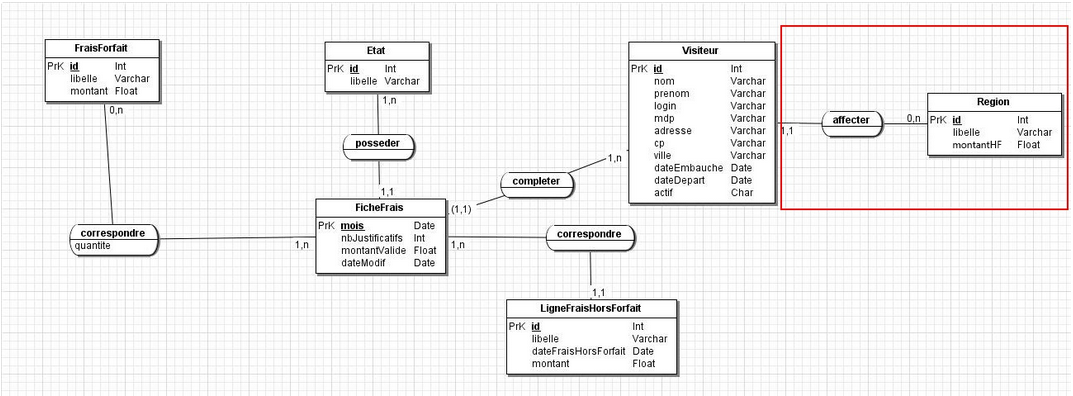 FraisForfait
PrK id Int
libelle Varchar
montant Float
0,n
Etat
PrK id Int
libelle Varchar
1,n
posseder
1,1
Visiteur
PrK id Int
nom Varchar
prenom Varchar
login Varchar
mdp Varchar
adresse Varchar
cp Varchar
ville Varchar
dateEmbauche Date
dateDepart Date
actif Char
1,1
affecter
0,n
Region
PrK id Int
libelle Varchar
montantHF Float
1,n
completer
(1,1)
FicheFrais
PrK mois Date
nbJustificatifs Int
montantValide Float
dateModif Date
correspondre
quantite
1,n
1,n
correspondre
1,1
LigneFraisHorsForfait
PrK id Int
libelle Varchar
dateFraisHorsForfait Date
montant Float